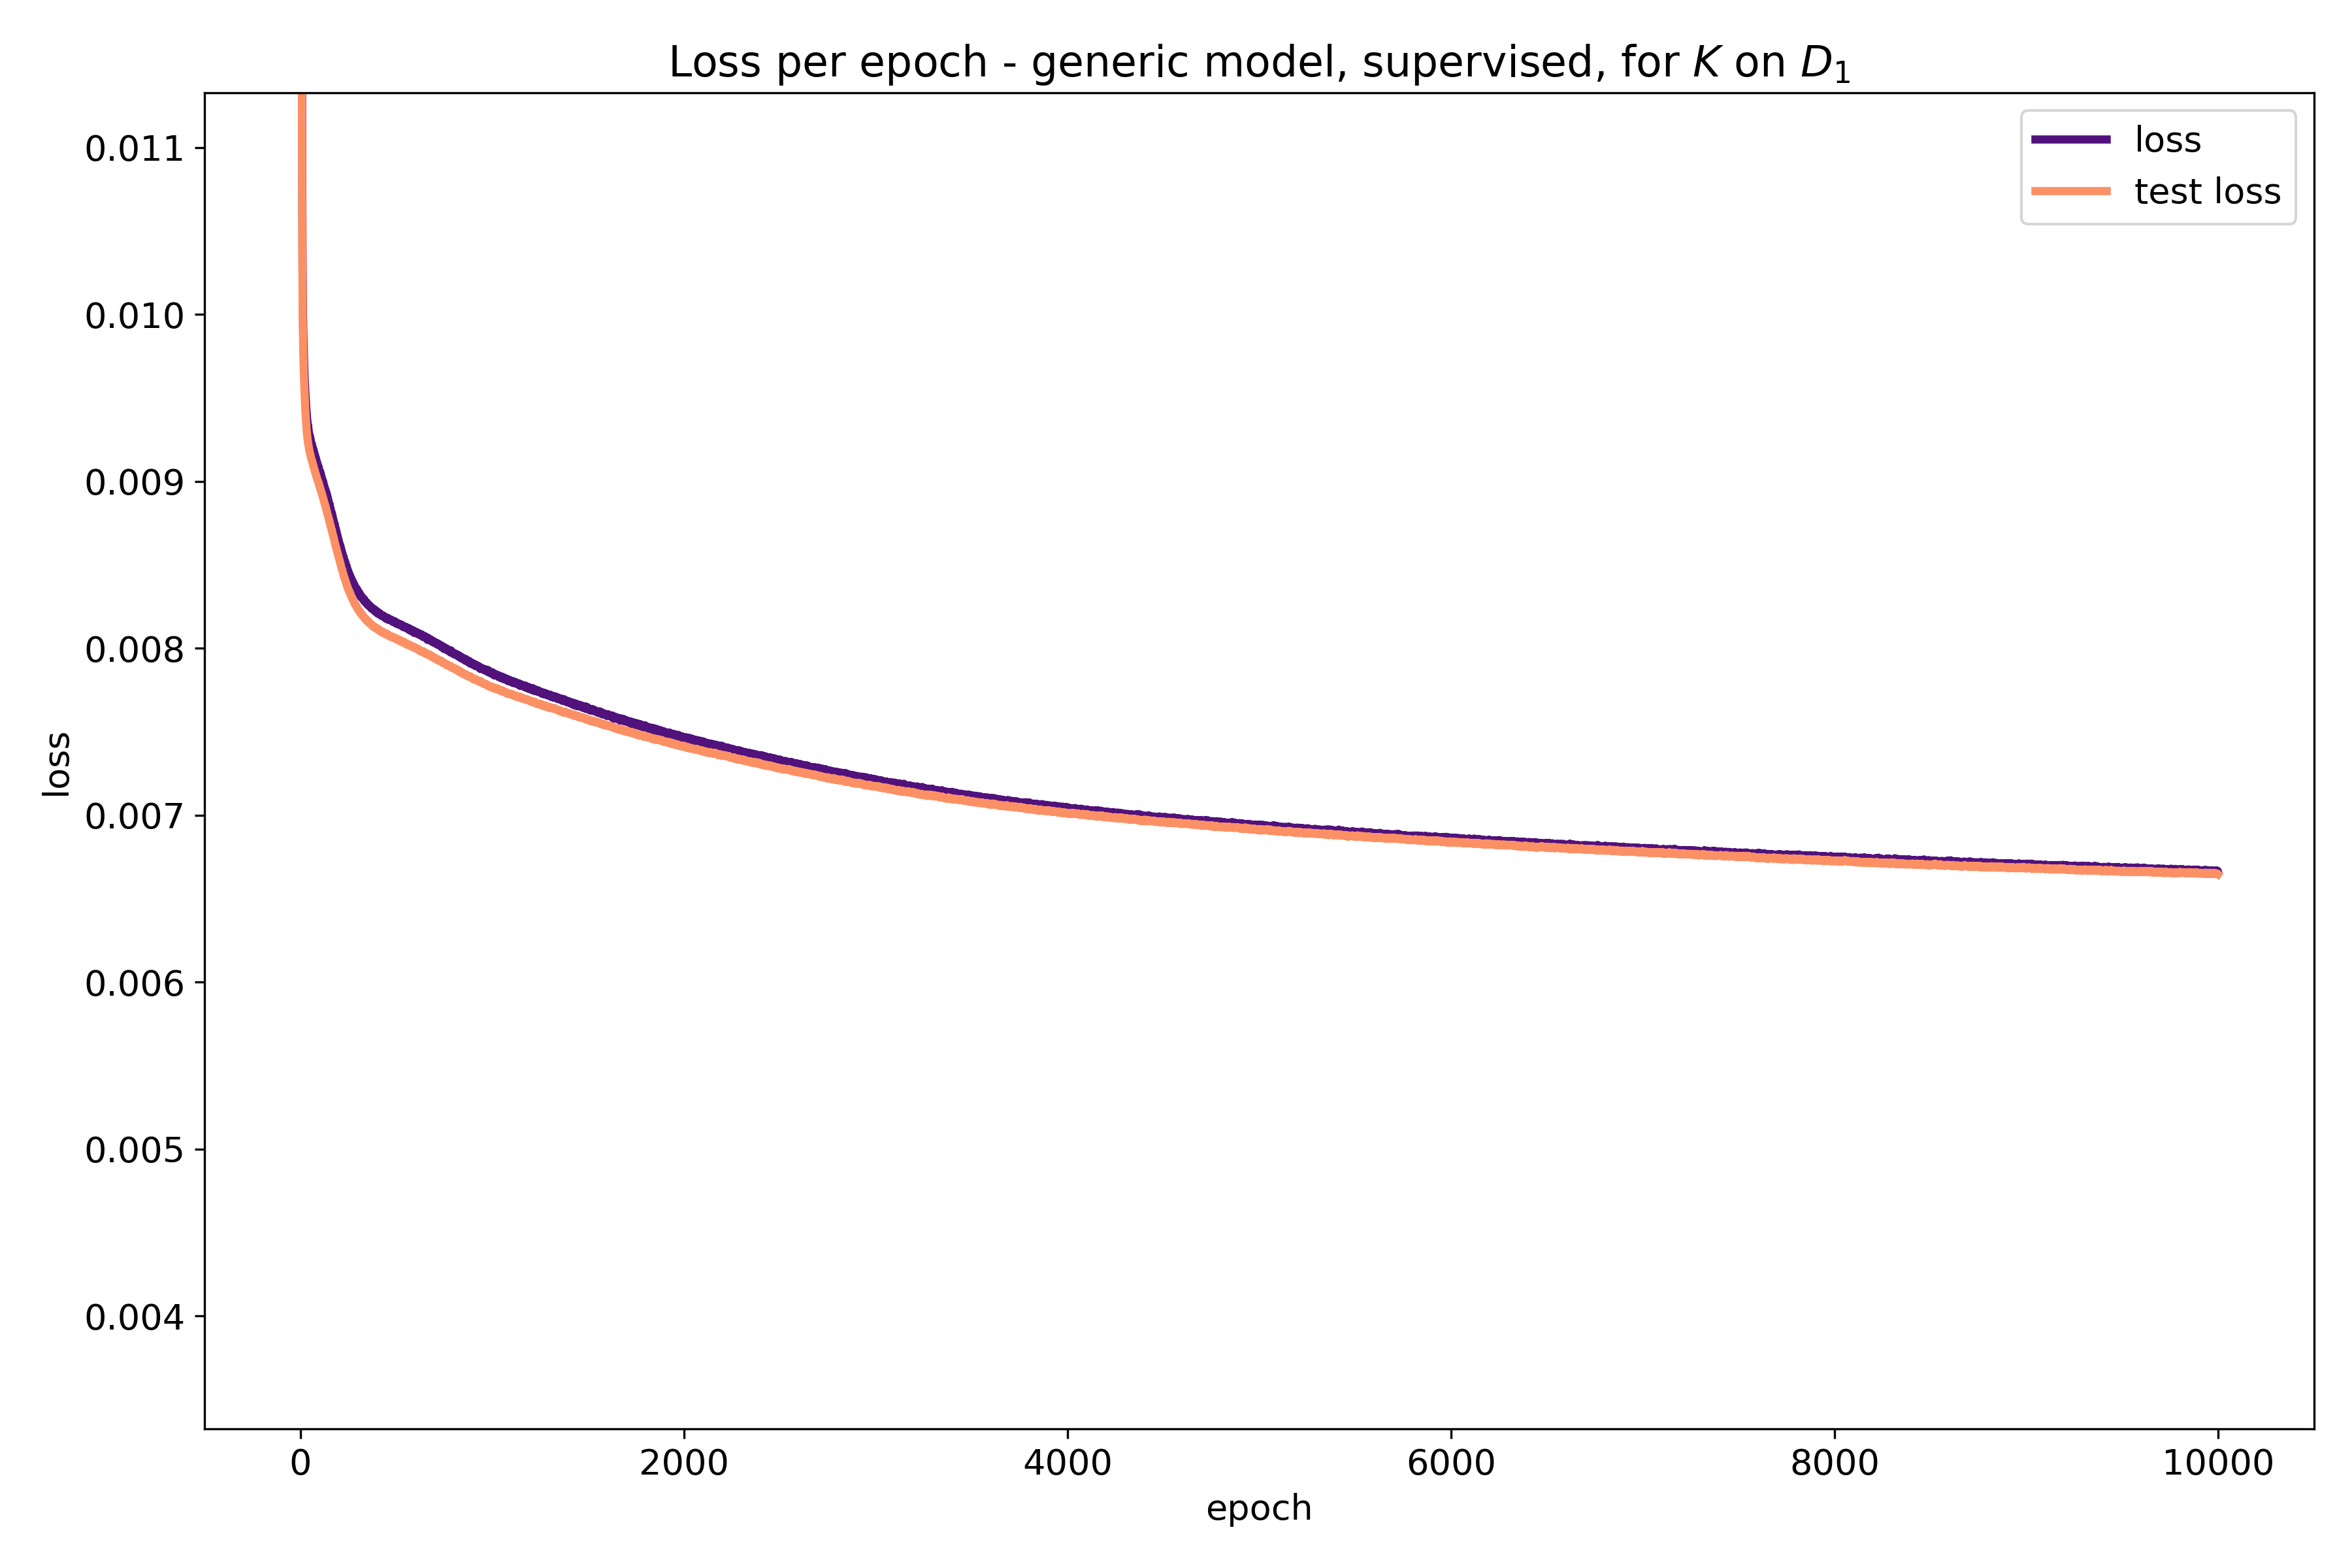 Loss per epoch - generic model, supervised, for K on D₁
loss
test loss
0.011
0.010
0.009
0.008
0.007
0.006
0.005
0.004
loss
0
2000
4000
6000
8000
10000
epoch